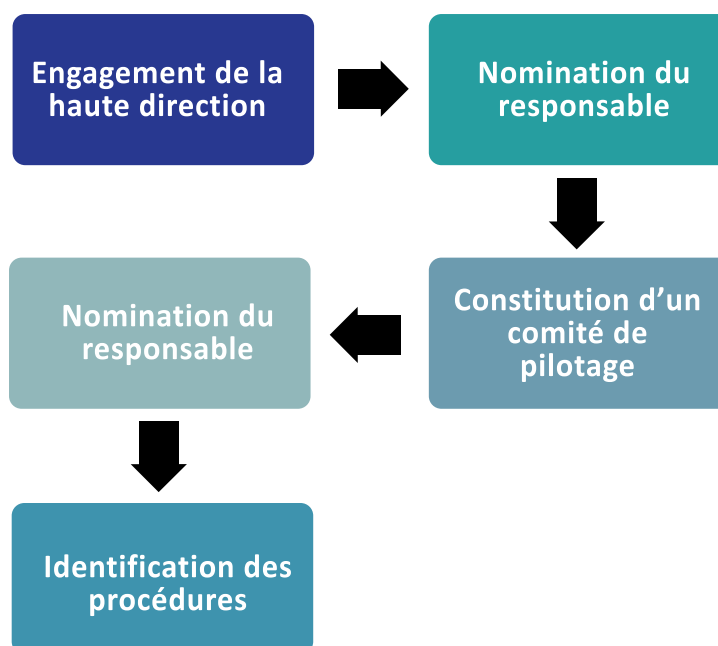 Engagement de la
haute direction
Nomination du
responsable
Constitution d’un
comité de
pilotage
Nomination du
responsable
Identification des
procédures